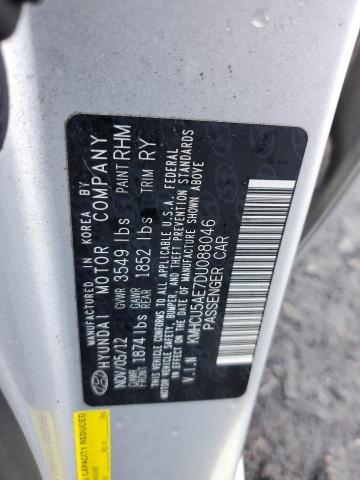 MANUFACTURED IN KOREA BY
HYUNDAI MOTOR COMPANY
NOV/05/12 GVWR 3549 lbs PAINT RHM
GAWR FRONT 1874 lbs GAWR REAR 1852 lbs TRIM RY
THIS VEHICLE CONFORMS TO ALL APPLICABLE U.S.A. FEDERAL
MOTOR VEHICLE SAFETY, BUMPER, AND THEFT PREVENTION STANDARDS
IN EFFECT ON THE DATE OF MANUFACTURE SHOWN ABOVE.
V.I.N KMHCU5AE7DU088046
PASSENGER CAR
CAPACITY REDUCED